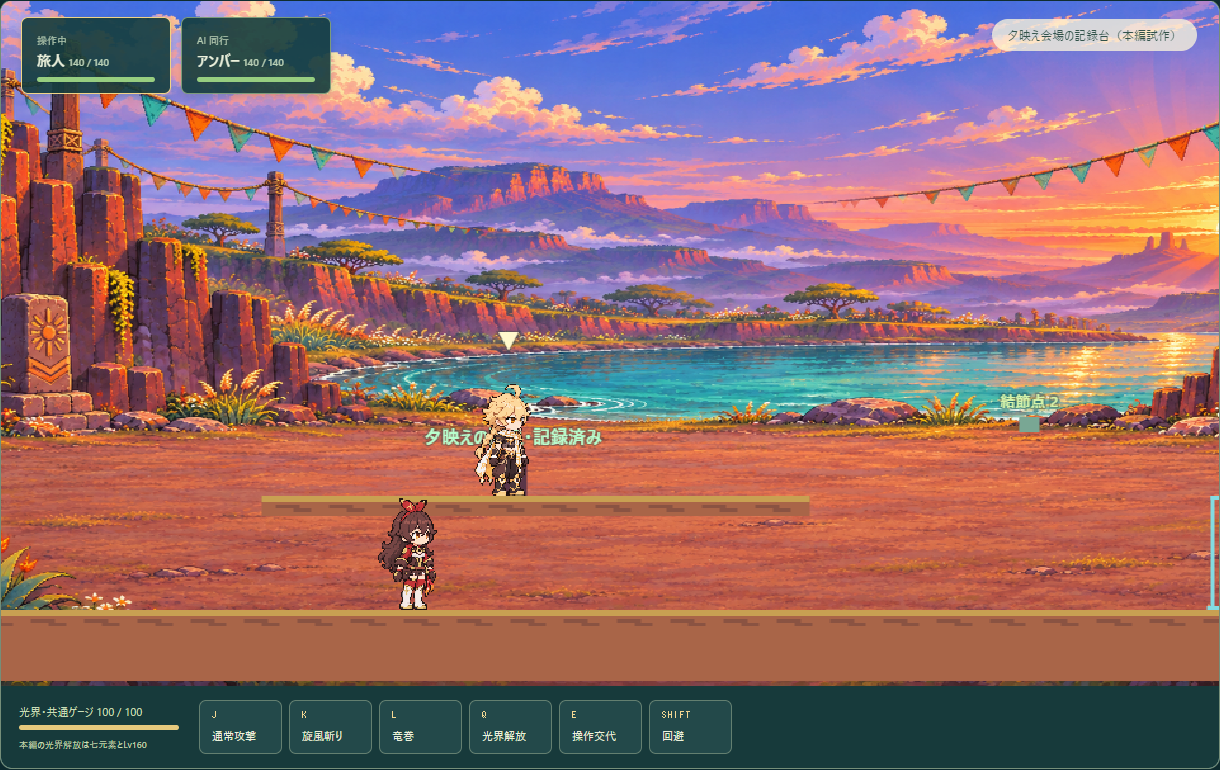 操作中
旅人 140 / 140
AI 同行
アンバー 140 / 140
夕映え会場の記録台（本編試作）
結節点 2
夕映えの
・記録済み
光界・共通ゲージ 100 / 100
本編の光界解放は七元素とLv160
J
通常攻撃
K
旋風斬り
L
竜巻
Q
光界解放
E
操作交代
SHIFT
回避